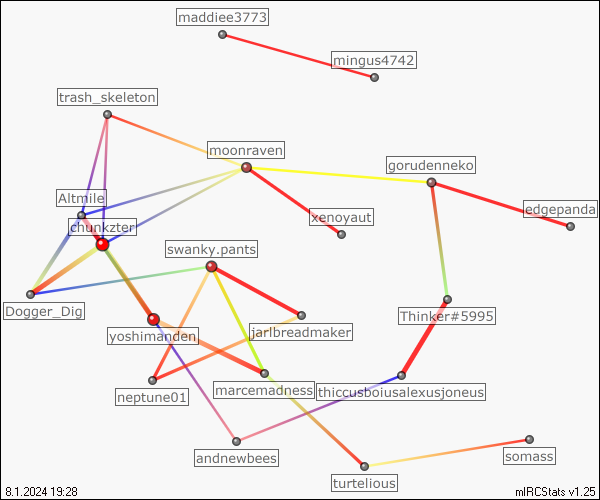 maddiee3773
mingus4742
trash_skeleton
moonraven
gorudenneko
Altmile
edgepanda
xenoyaut
chunkzter
swanky.pants
Dogger_Dig
Thinker#5995
yoshimanden
jarlbreadmaker
marcemadness
thiccusboiusalexusjoneus
neptune01
andnewbees
somass
turtelious
8.1.2024 19:28
mIRCStats v1.25